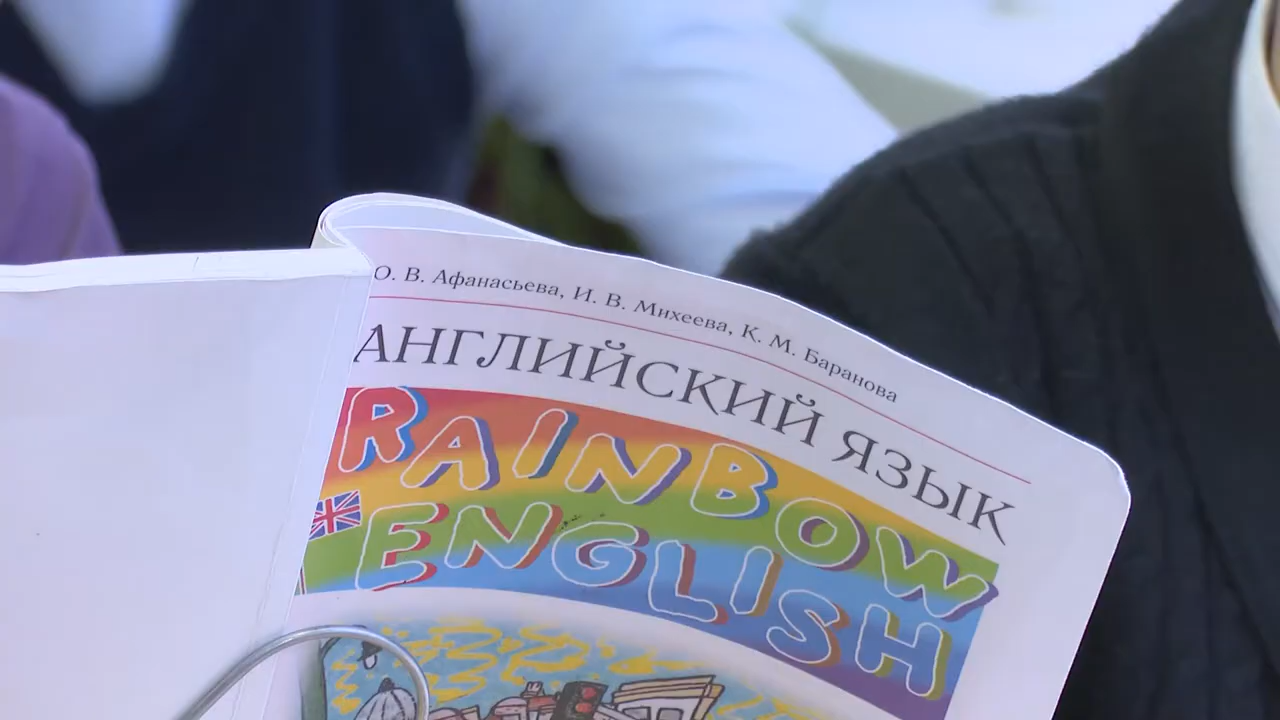 О. В. Афанасьева, И. В. Михеева, К. М. Баранова
АНГЛИЙСКИЙ ЯЗЫК
RAINBOW
ENGLISH